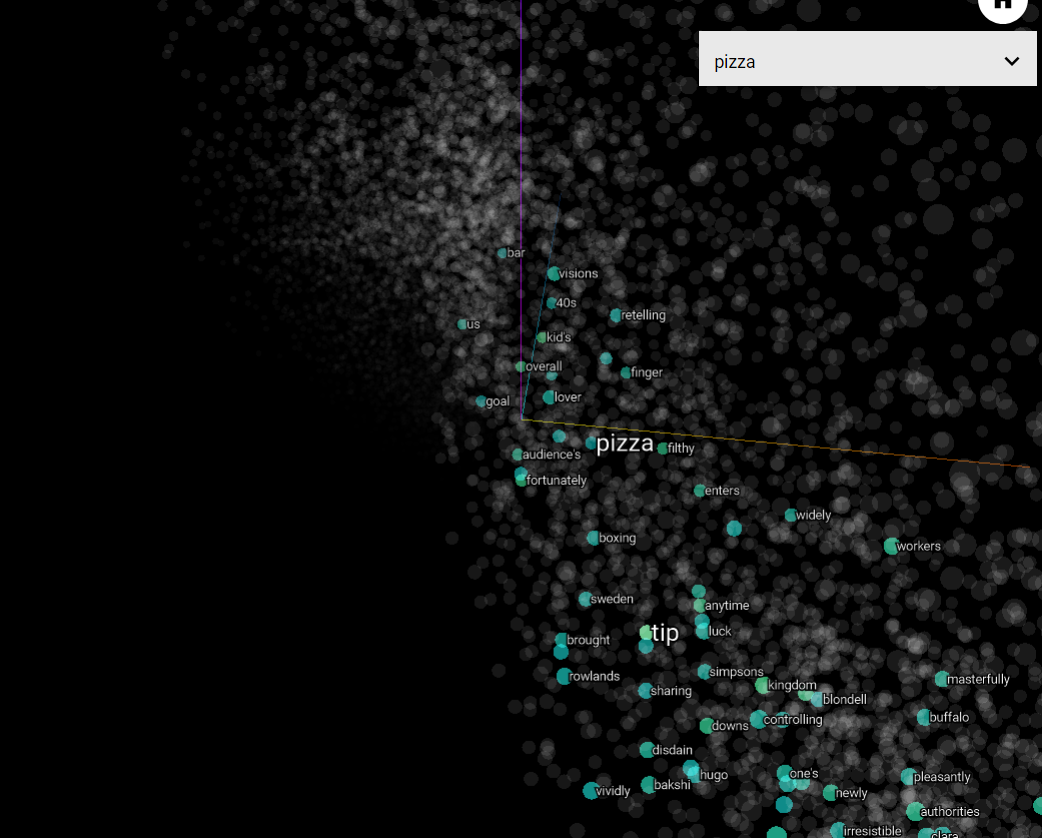 pizza
bar
visions
40s
retelling
us
kid's
overall
finger
lover
goal
pizza
filthy
audience's
fortunately
enters
widely
boxing
workers
sweden
anytime
tip
luck
brought
simpsons
rowlands
masterfully
kingdom
sharing
blondell
buffalo
controlling
downs
disdain
one's
hugo
pleasantly
bakshi
vividly
newly
authorities
irresistible
clara